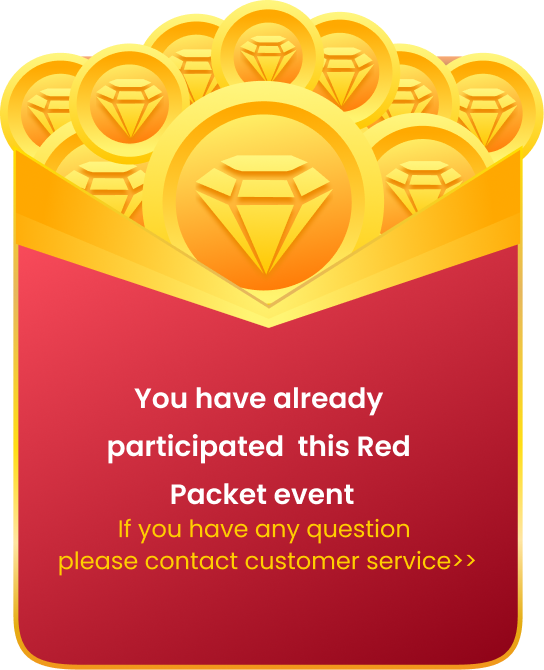 You have already
participated  this Red
Packet event
If you have any question
please contact customer service>>